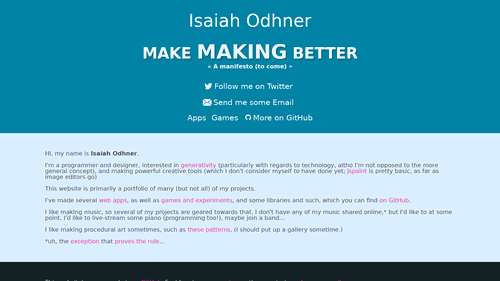 Isaiah Odhner
MAKE MAKING BETTER
« A manifesto (to come) »
Follow me on Twitter
Send me some Email
Apps Games More on GitHub
Hi, my name is Isaiah Odhner.
I'm a programmer and designer, interested in generativity (particularly with regards to technology, altho I'm not opposed to the more
general concept), and making powerful creative tools (which I don't consider myself to have done yet; jspaint is pretty basic, as far as
image editors go)
This website is primarily a portfolio of many (but not all) of my projects.
I've made several web apps, as well as games and experiments, and some libraries and such, which you can find on GitHub.
I like making music, so several of my projects are geared towards that. I don't have any of my music shared online,* but I'd like to at some
point. I'd like to live-stream some piano (programming too!), maybe join a band...
I like making procedural art sometimes, such as these patterns. (I should put up a gallery sometime.)
*uh, the exception that proves the rule...